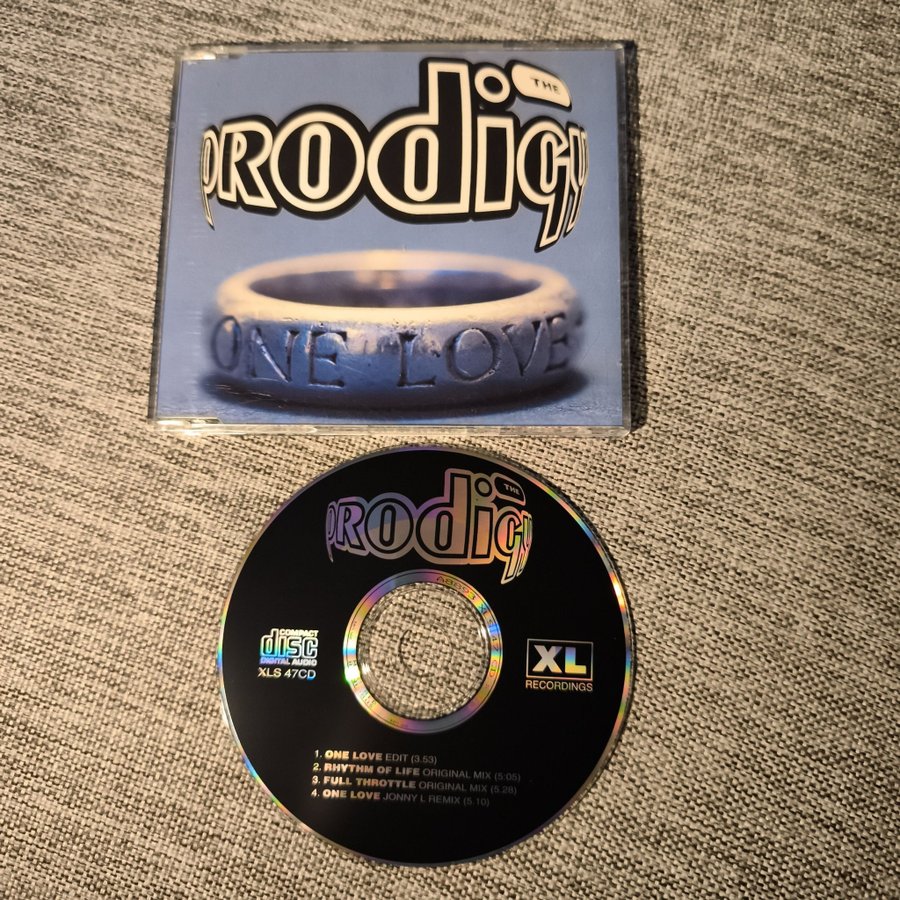 THE
PRODIGY
ONE LOVE
THE
PRODIGY
COMPACT
disc
DIGITAL AUDIO
XLS 47CD
XL
RECORDINGS
1. ONE LOVE EDIT (3.53)
2. RHYTHM OF LIFE ORIGINAL MIX (5:05)
3. FULL THROTTLE ORIGINAL MIX (5.28)
4. ONE LOVE JONNY L REMIX (5.10)